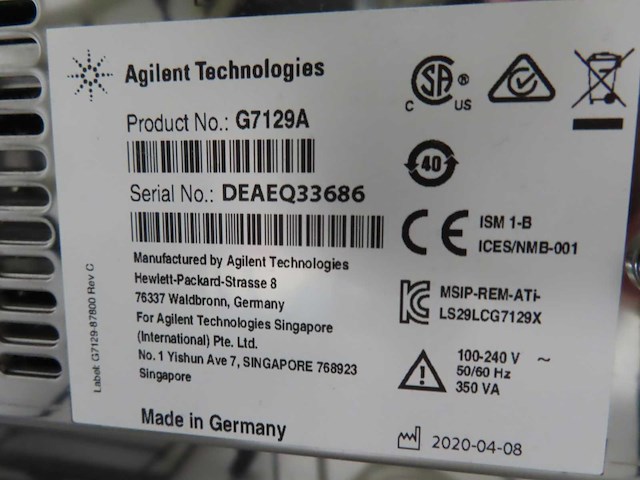 Agilent Technologies
Product No.: G7129A
Serial No.: DEAEQ33686
Manufactured by Agilent Technologies
Hewlett-Packard-Strasse 8
76337 Waldbronn, Germany
For Agilent Technologies Singapore
(International) Pte. Ltd.
No. 1 Yishun Ave 7, SINGAPORE 768923
Singapore
Made in Germany
Label: G7129-87800 Rev C
C SA ® US
40
CE ISM 1-B
ICES/NMB-001
MSIP-REM-ATi-
LS29LCG7129X
100-240 V ~
50/60 Hz
350 VA
2020-04-08